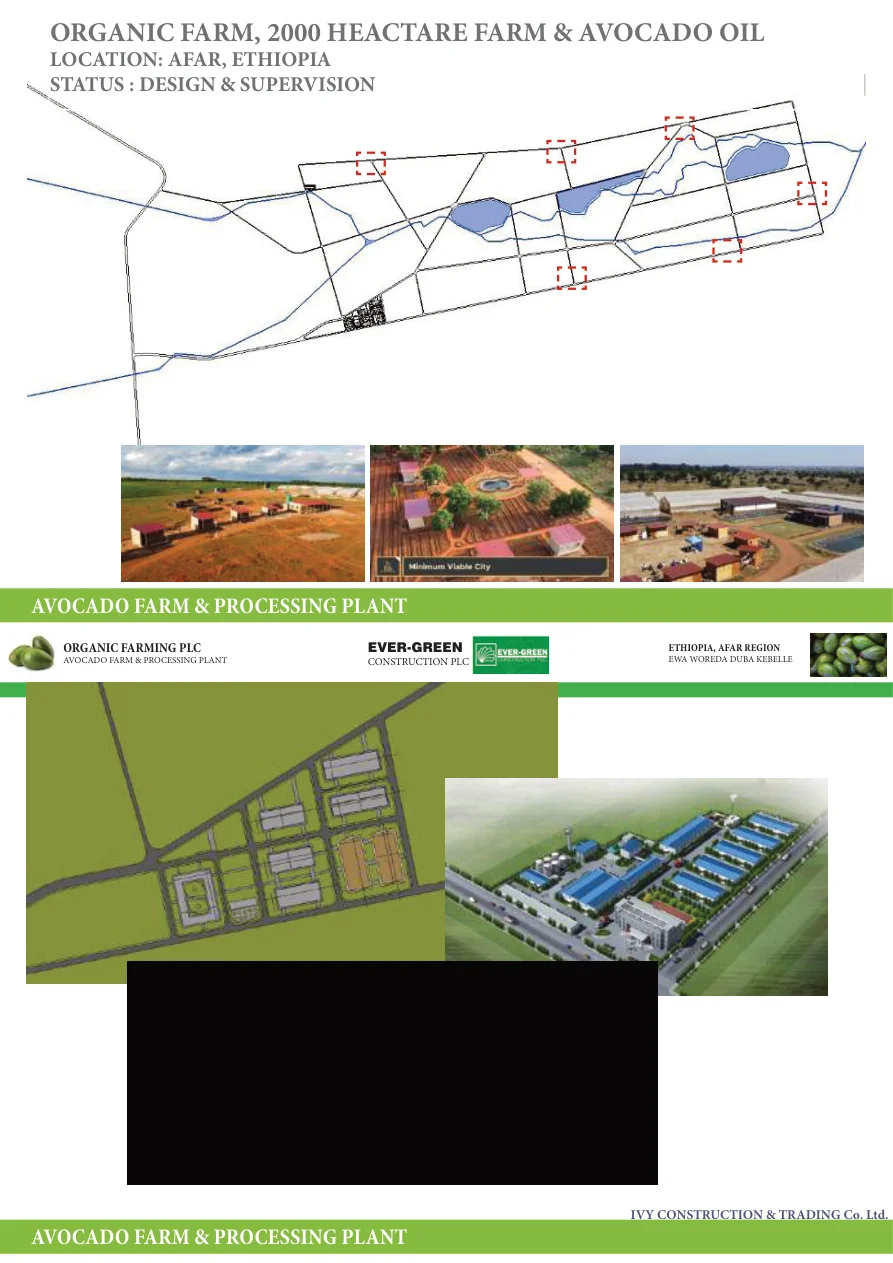 ORGANIC FARM, 2000 HEACTARE FARM & AVOCADO OIL
LOCATION: AFAR, ETHIOPIA
STATUS : DESIGN & SUPERVISION
Minimum Viable City
AVOCADO FARM & PROCESSING PLANT
ORGANIC FARMING PLC
AVOCADO FARM & PROCESSING PLANT
EVER-GREEN
CONSTRUCTION PLC
EVER-GREEN
CONSTRUCTION PLC
ETHIOPIA, AFAR REGION
EWA WOREDA DUBA KEBELLE
IVY CONSTRUCTION & TRADING Co. Ltd.
AVOCADO FARM & PROCESSING PLANT